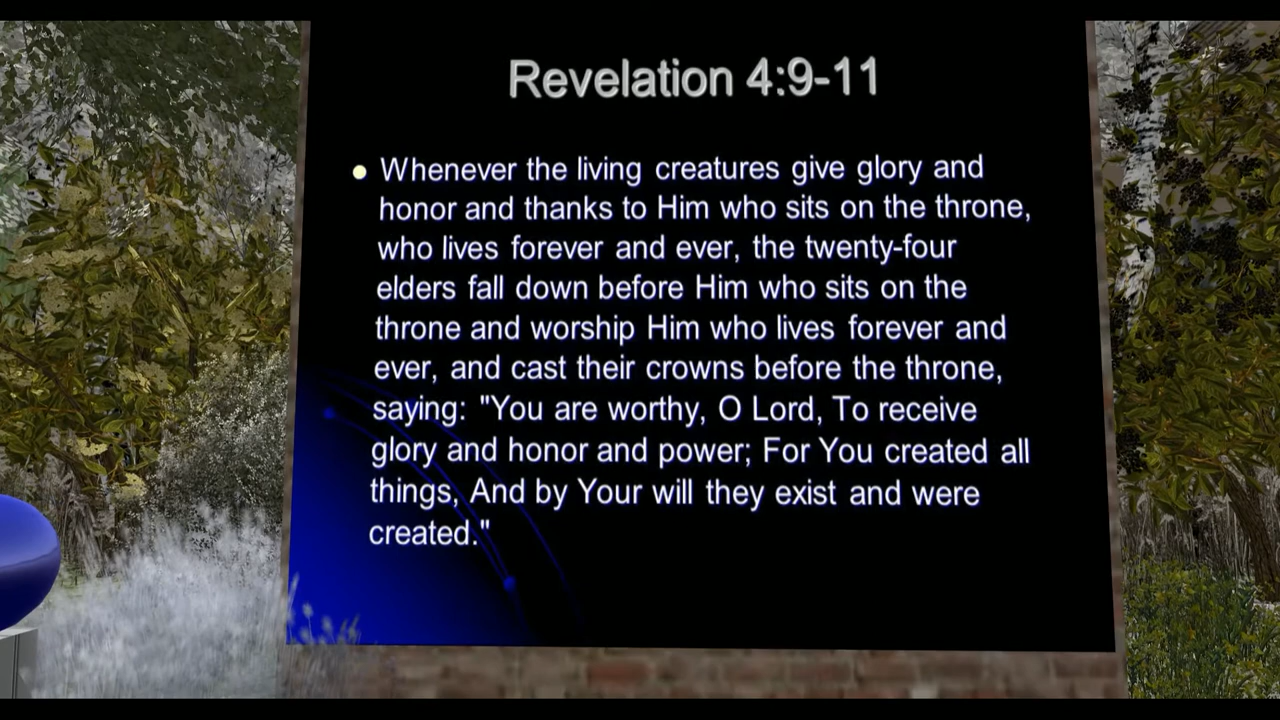 Revelation 4:9-11
Whenever the living creatures give glory and
honor and thanks to Him who sits on the throne,
who lives forever and ever, the twenty-four
elders fall down before Him who sits on the
throne and worship Him who lives forever and
ever, and cast their crowns before the throne,
saying: "You are worthy, O Lord, To receive
glory and honor and power; For You created all
things, And by Your will they exist and were
created."